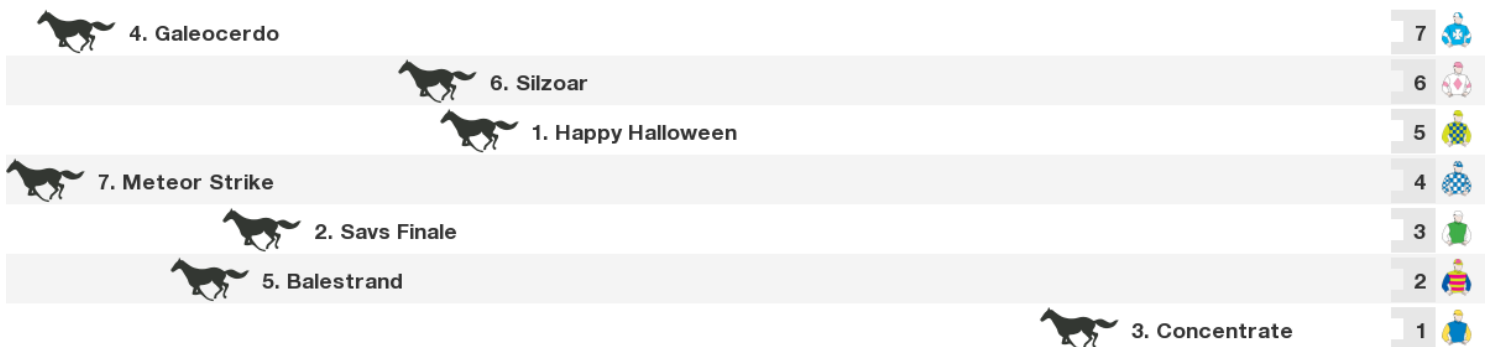 4. Galeocerdo 7
6. Silzoar 6
1. Happy Halloween 5
7. Meteor Strike 4
2. Savs Finale 3
5. Balestrand 2
3. Concentrate 1